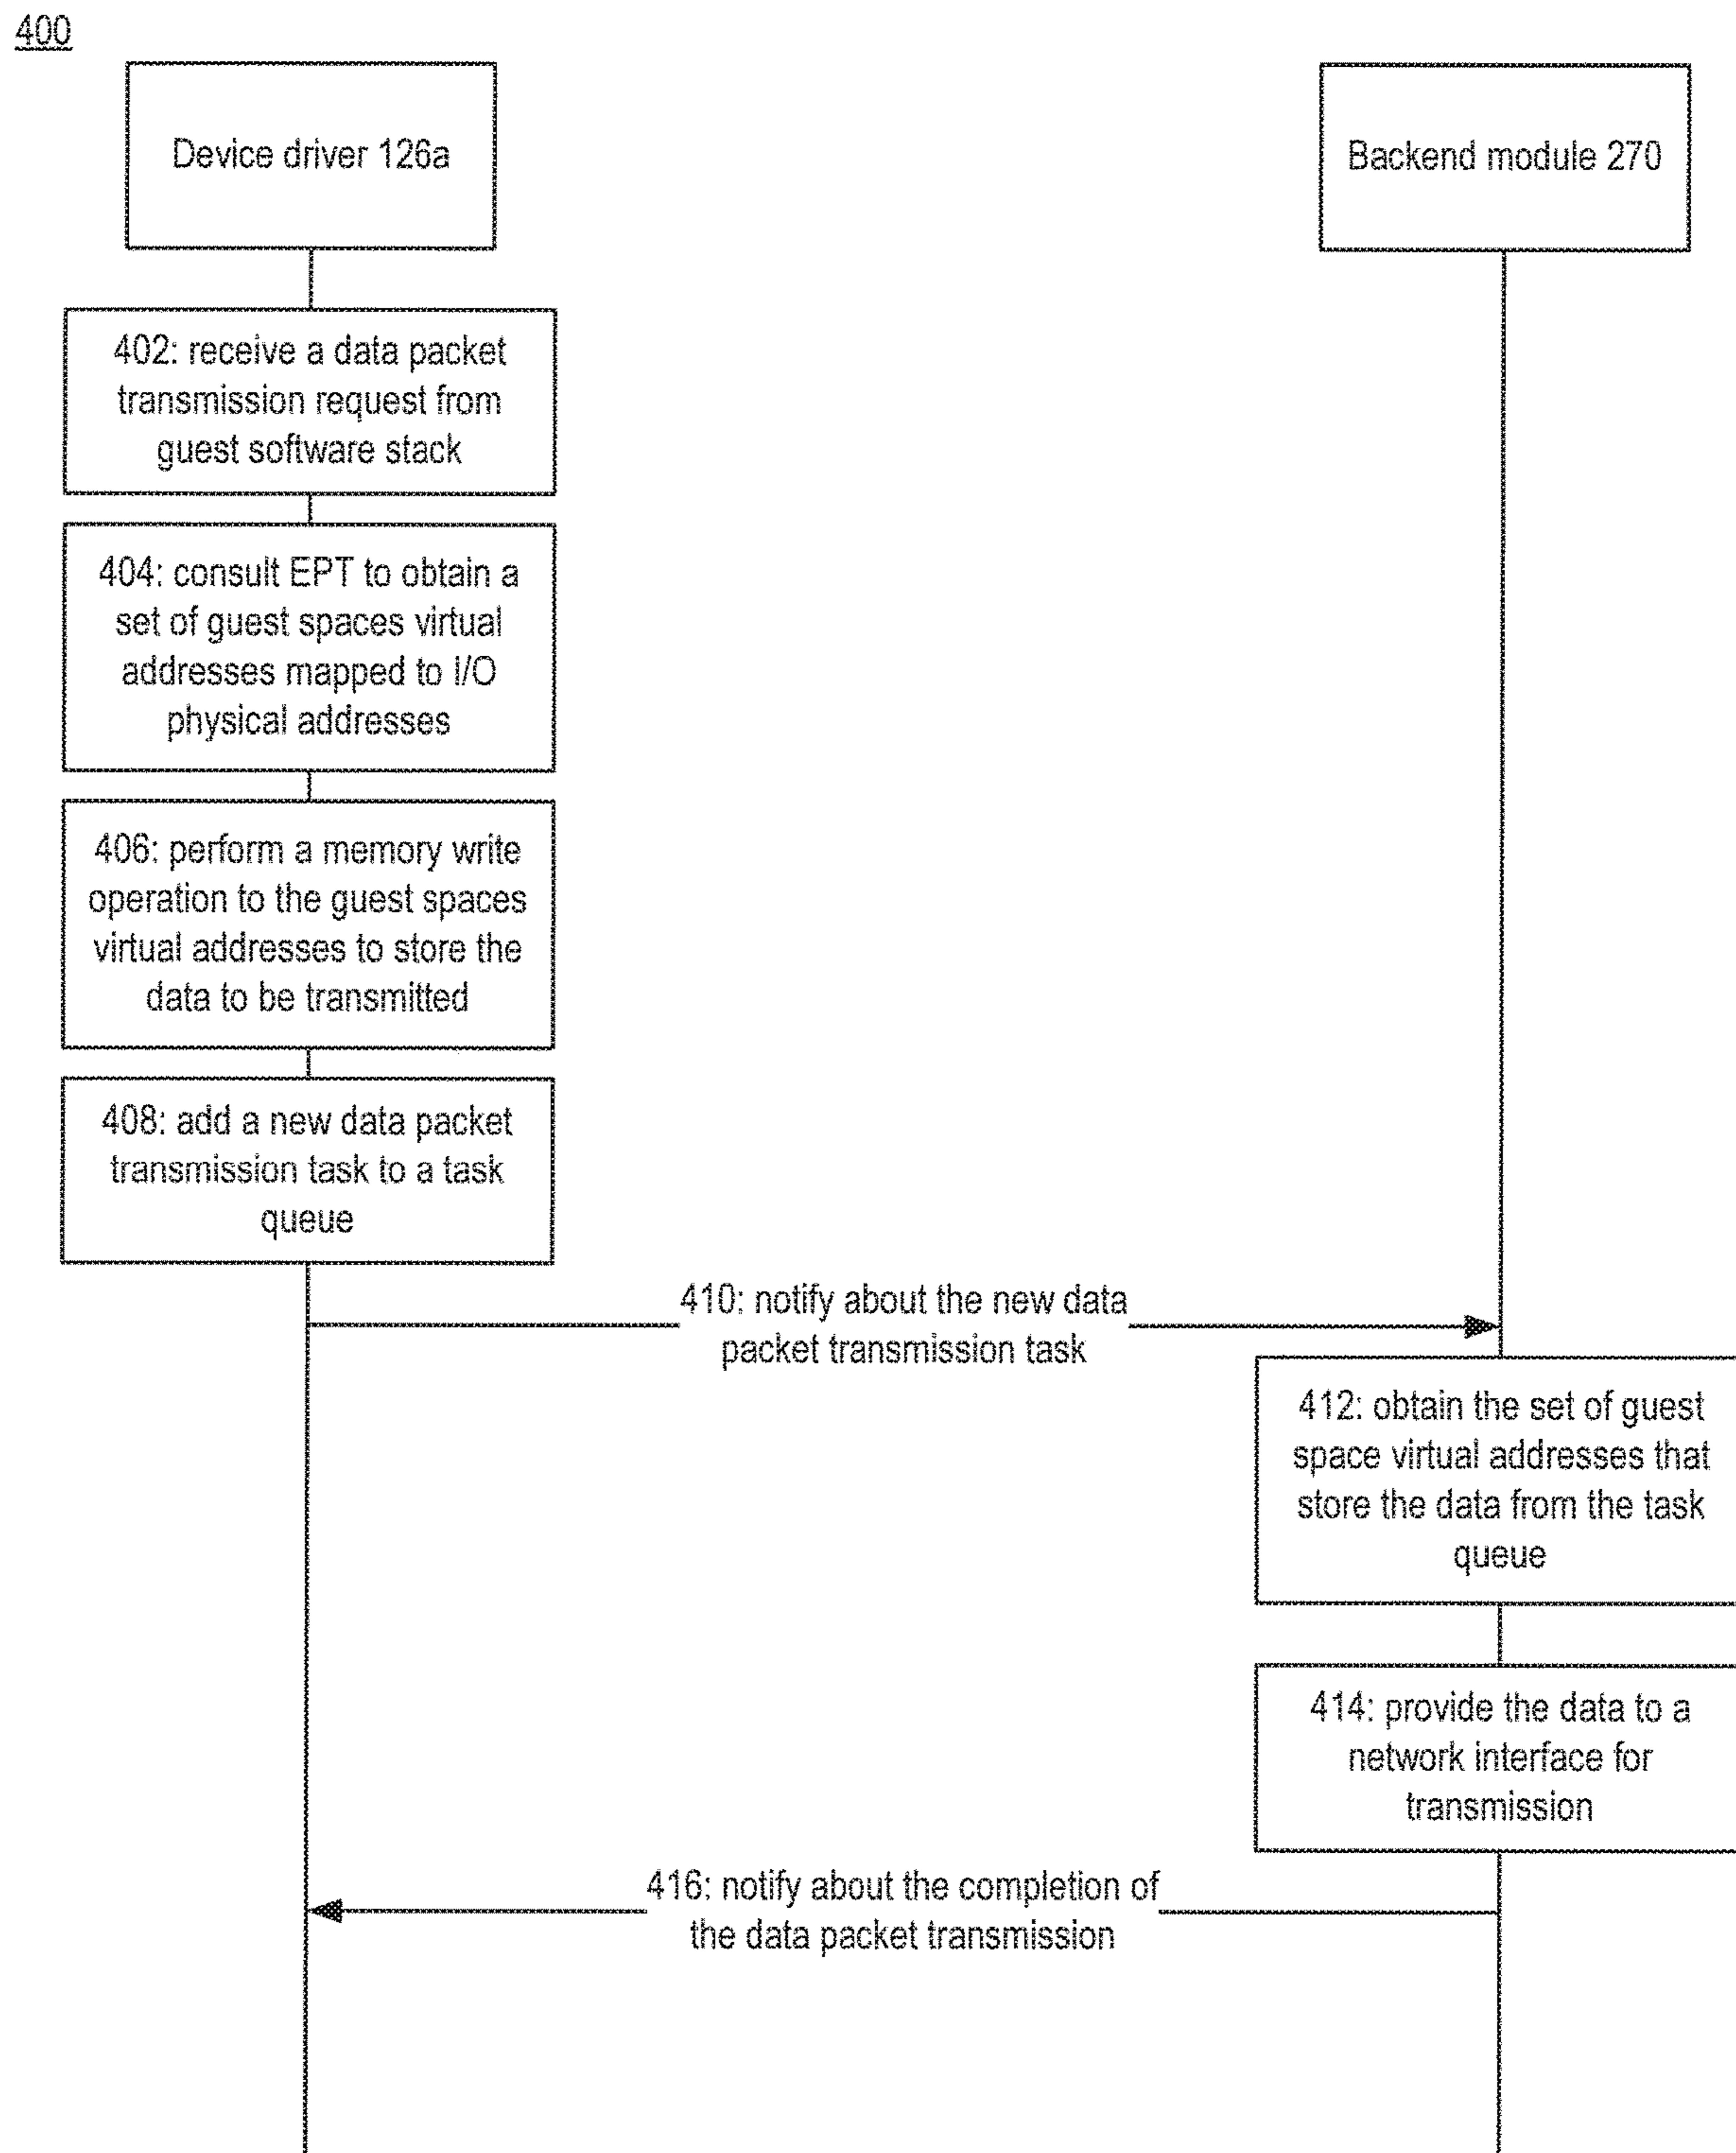 400
Device driver 126a
Backend module 270
402: receive a data packet
transmission request from
guest software stack
404: consult EPT to obtain a
set of guest spaces virtual
addresses mapped to I/O
physical addresses
406: perform a memory write
operation to the guest spaces
virtual addresses to store the
data to be transmitted
408: add a new data packet
transmission task to a task
queue
410: notify about the new data
packet transmission task
412: obtain the set of guest
space virtual addresses that
store the data from the task
queue
414: provide the data to a
network interface for
transmission
416: notify about the completion of
the data packet transmission